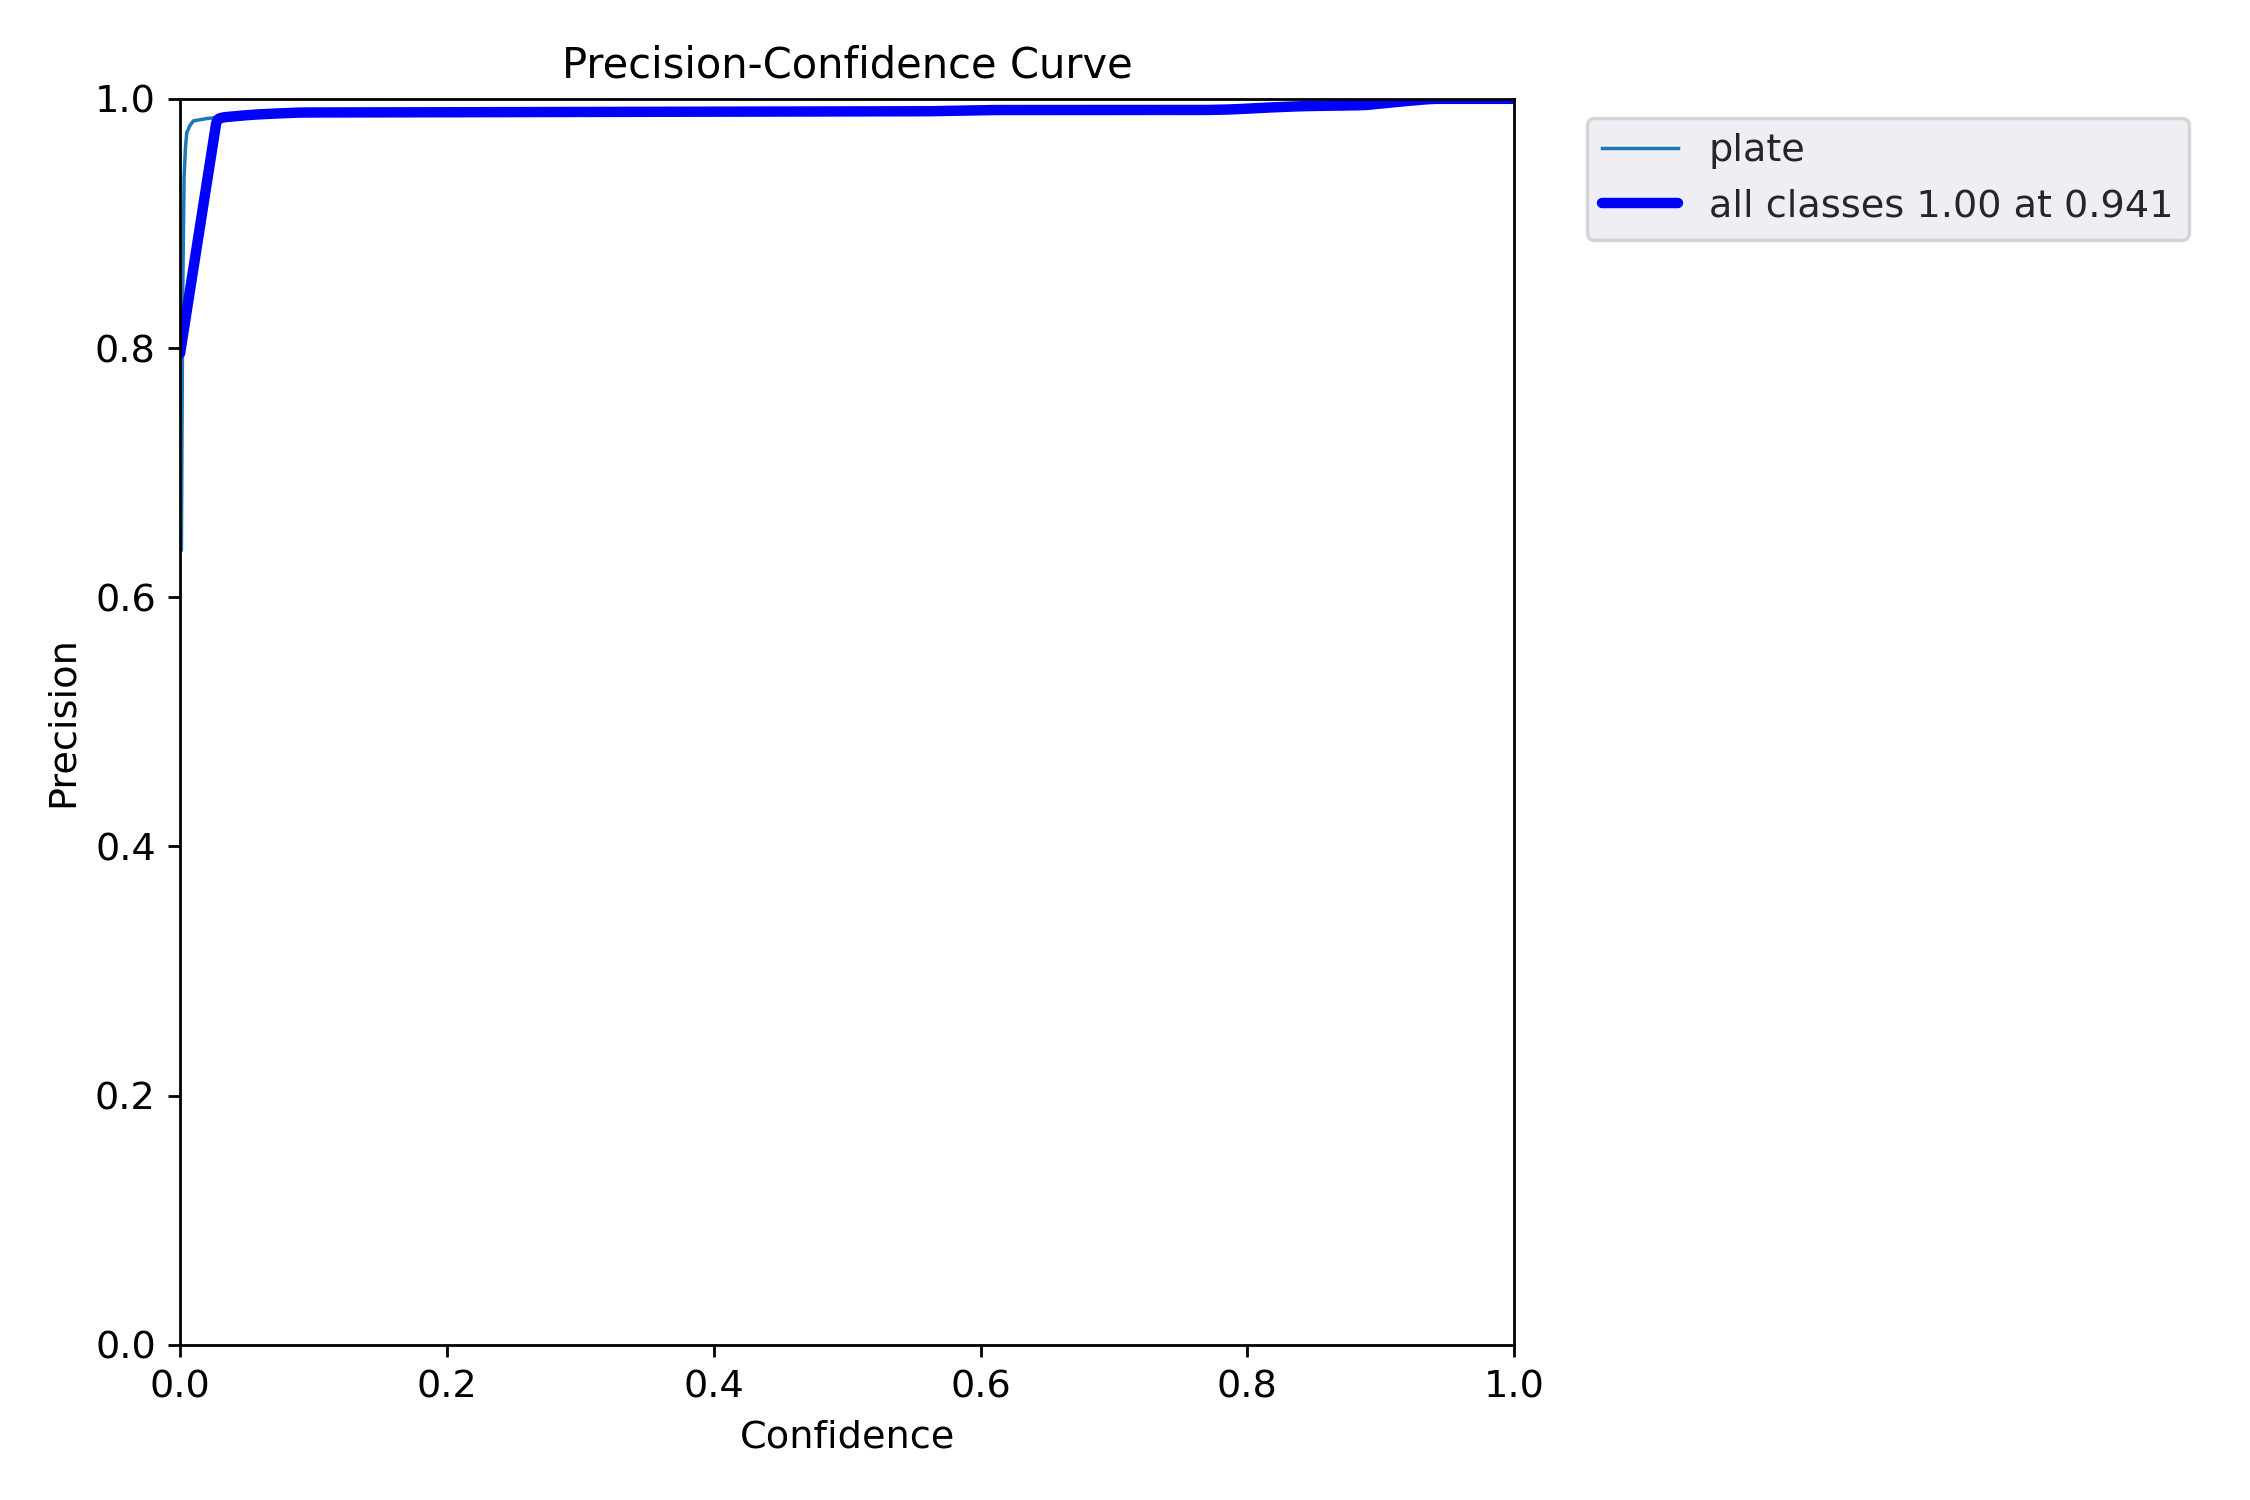 Precision-Confidence Curve
1.0
0.8
0.6
0.4
0.2
0.0
Precision
0.0 0.2 0.4 0.6 0.8 1.0
Confidence
plate
all classes 1.00 at 0.941